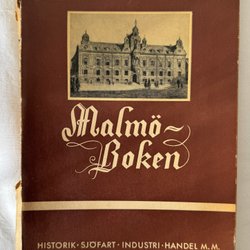 Malmö-
Boken
HISTORIK · SJÖFART · INDUSTRI · HANDEL M.M.